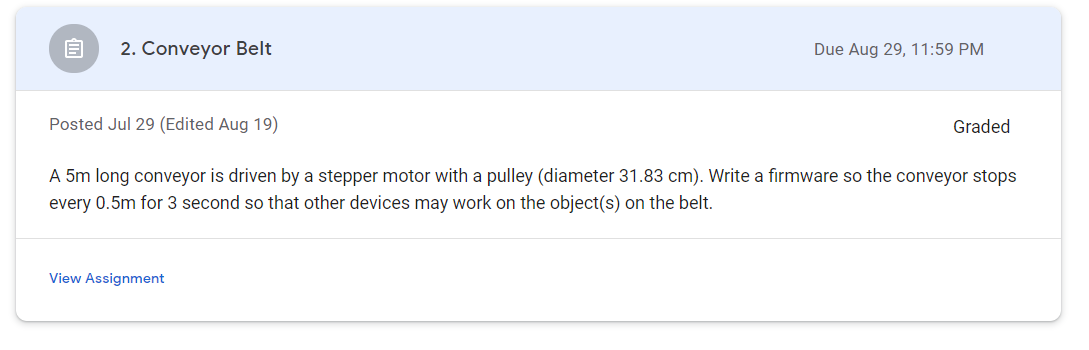 2. Conveyor Belt
Due Aug 29, 11:59 PM
Posted Jul 29 (Edited Aug 19)
Graded
A 5m long conveyor is driven by a stepper motor with a pulley (diameter 31.83 cm). Write a firmware so the conveyor stops
every 0.5m for 3 second so that other devices may work on the object(s) on the belt.
View Assignment